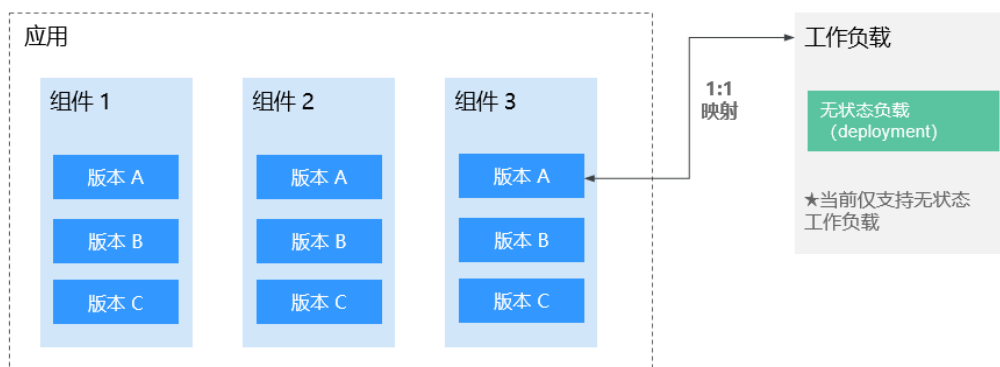 应用
组件 1
版本 A
版本 B
版本 C
组件 2
版本 A
版本 B
版本 C
组件 3
版本 A
版本 B
版本 C
1:1
映射
工作负载
无状态负载
（deployment）
★当前仅支持无状态
工作负载